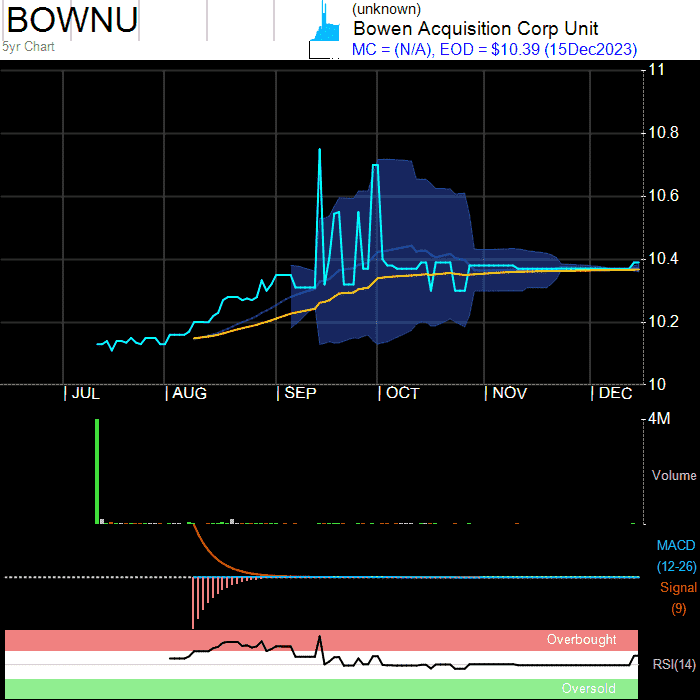 BOWNU
5yr Chart
(unknown)
Bowen Acquisition Corp Unit
MC = (N/A), EOD = $10.39 (15Dec2023)
11
10.8
10.6
10.4
10.2
10
| JUL | AUG | SEP | OCT | NOV | DEC
4M
Volume
MACD
(12-26)
Signal
(9)
Overbought
RSI(14)
Oversold